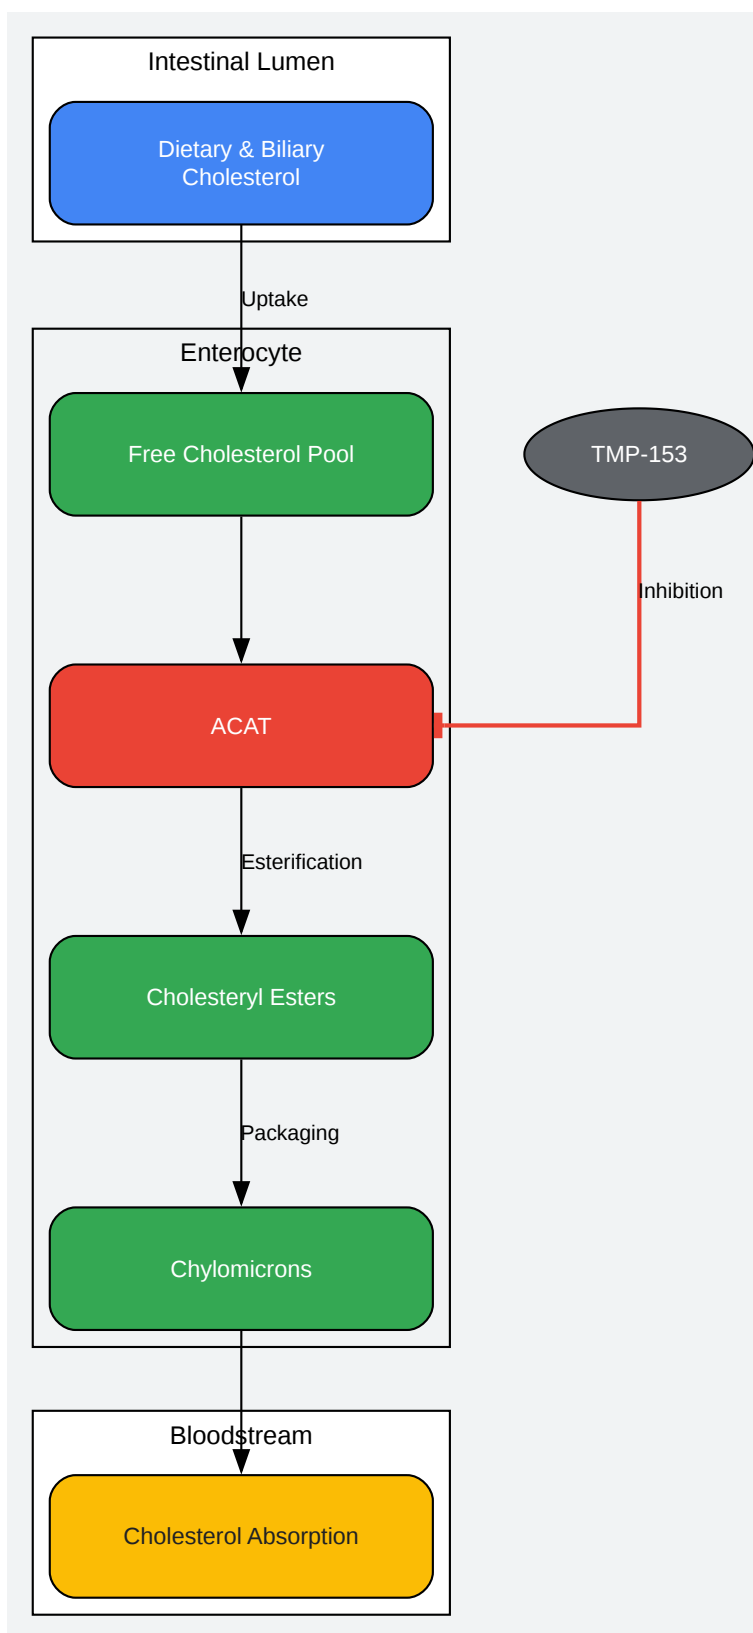 Intestinal Lumen
Dietary & Biliary
Cholesterol
Uptake
Enterocyte
Free Cholesterol Pool
TMP-153
Inhibition
ACAT
Esterification
Cholesteryl Esters
Packaging
Chylomicrons
Bloodstream
Cholesterol Absorption